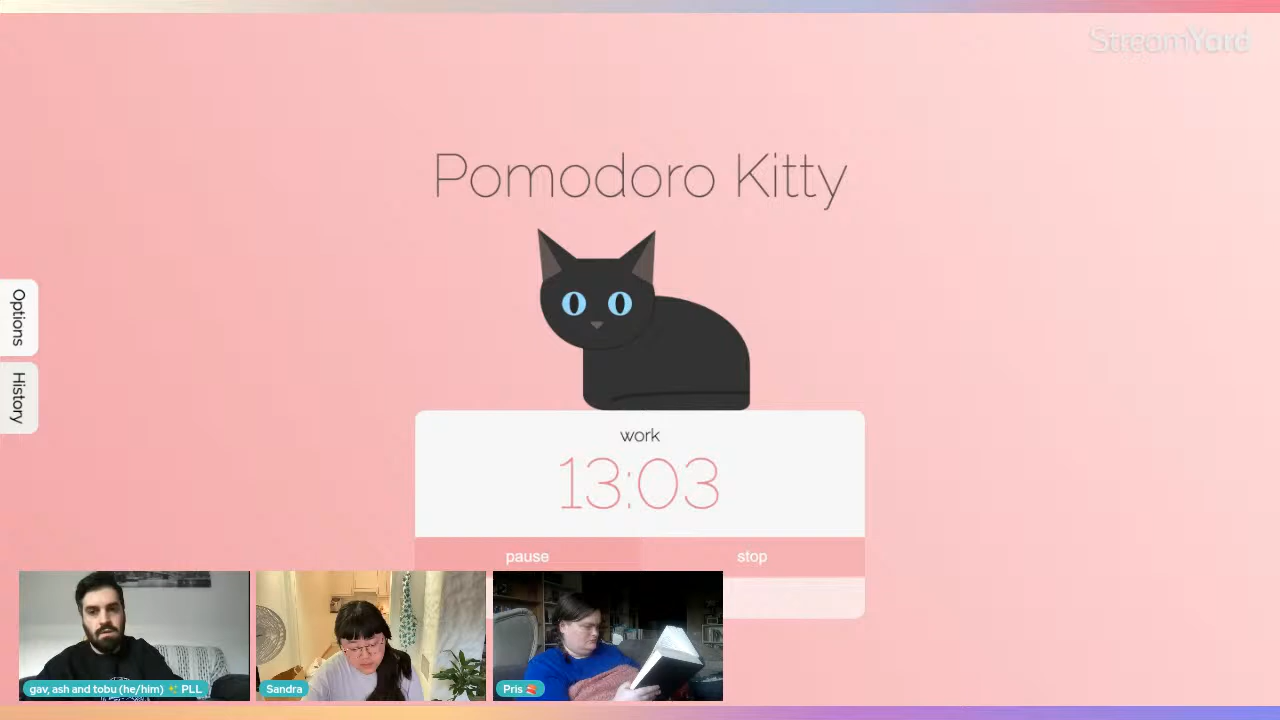 StreamYard
Pomodoro Kitty
Options
History
work
13:03
pause
stop
gav, ash and tobu (he/him) ✨ PLL
Sandra
Pris